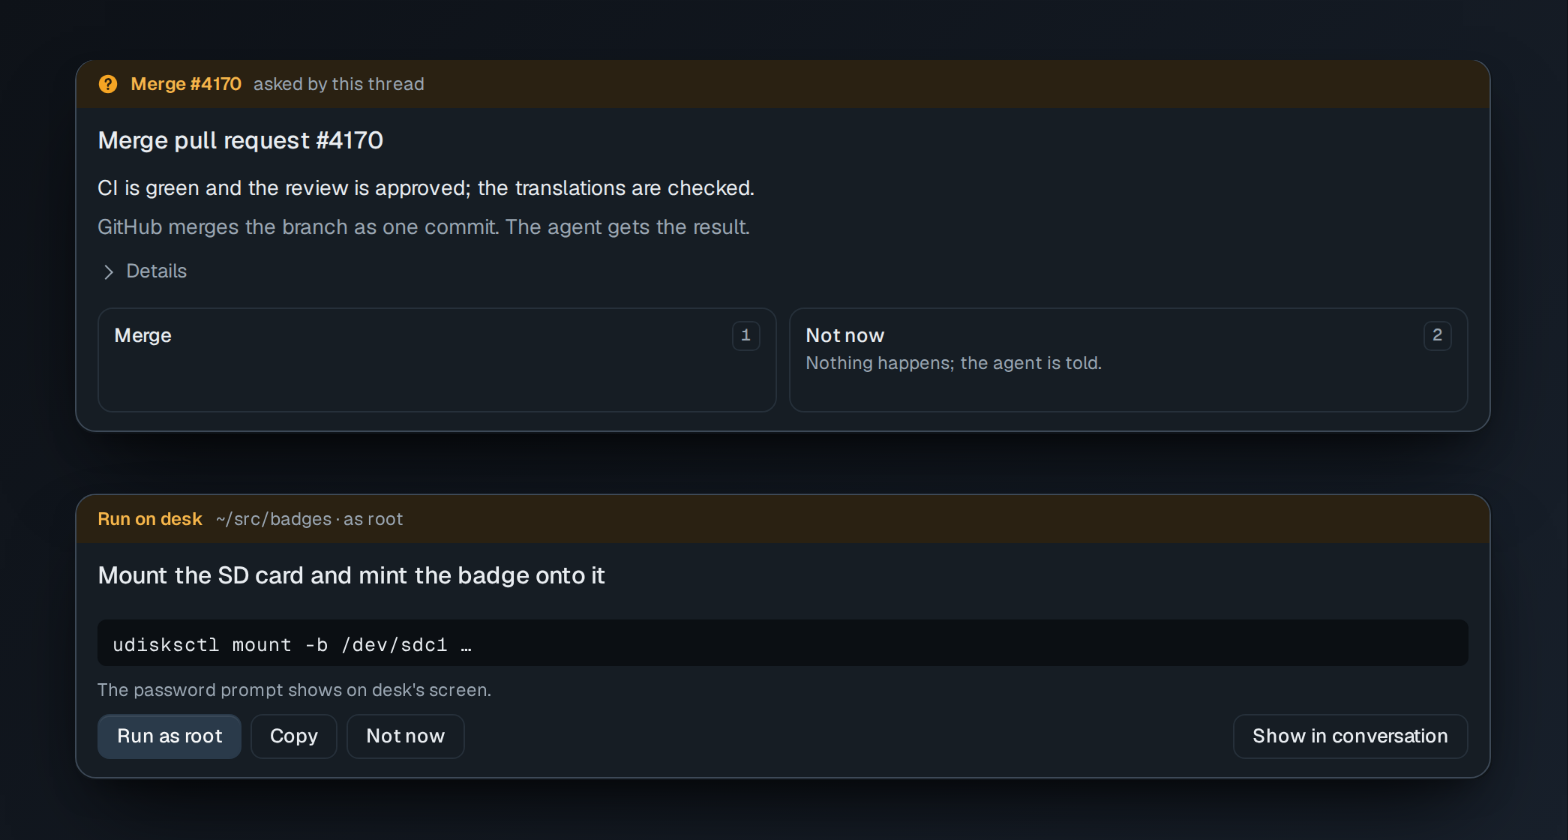 Merge #4170 asked by this thread
Merge pull request #4170
CI is green and the review is approved; the translations are checked.
GitHub merges the branch as one commit. The agent gets the result.
Details
Merge 1
Not now 2
Nothing happens; the agent is told.
Run on desk ~/src/badges · as root
Mount the SD card and mint the badge onto it
udisksctl mount -b /dev/sdc1 …
The password prompt shows on desk's screen.
Run as root Copy Not now Show in conversation